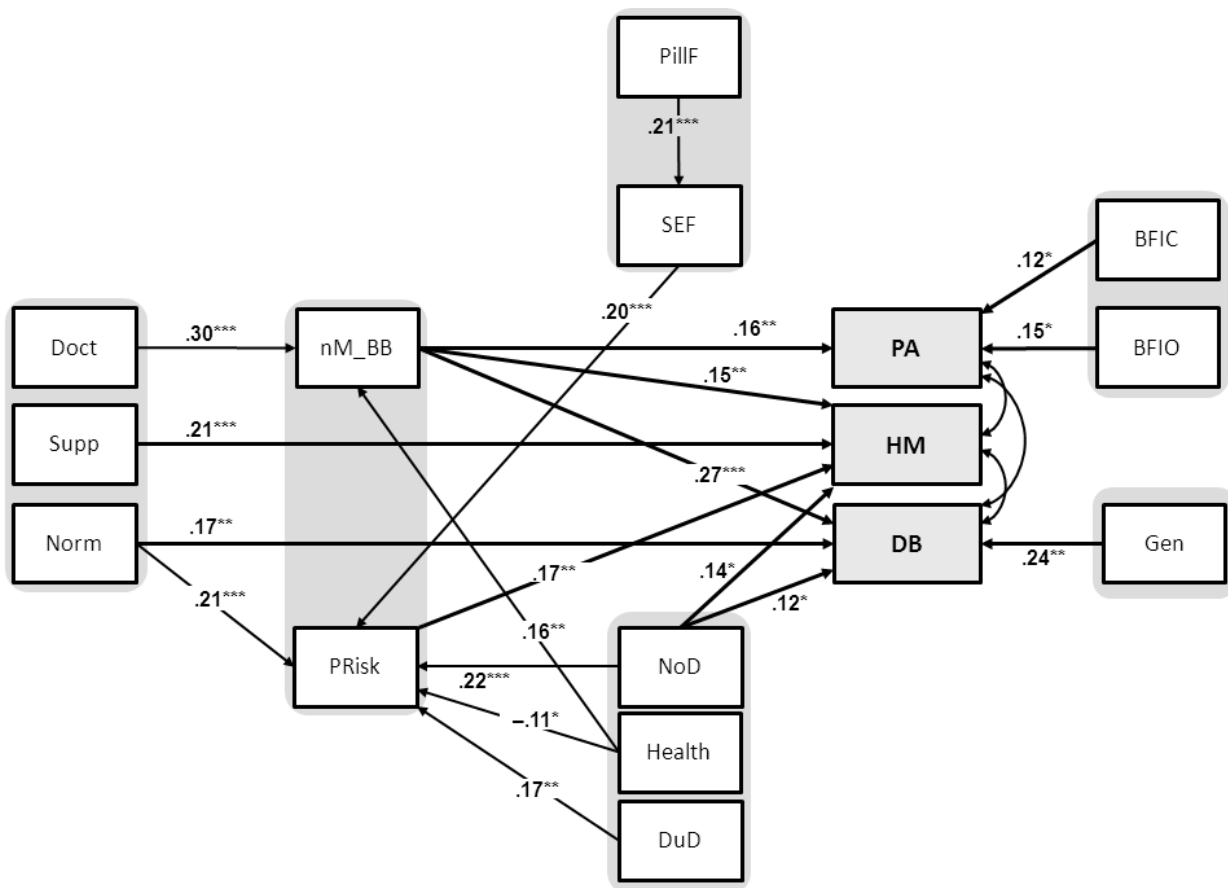 PillF
.21***
SEF
BFIC
.12*
.20***
Doct
.30***
nM_BB
.16**
PA
.15*
BFIO
.15**
Supp
.21***
HM
.27***
Norm
.17**
DB
.24**
Gen
.21***
.17**
.14*
.12*
.16**
PRisk
.22***
NoD
–.11*
Health
.17**
DuD